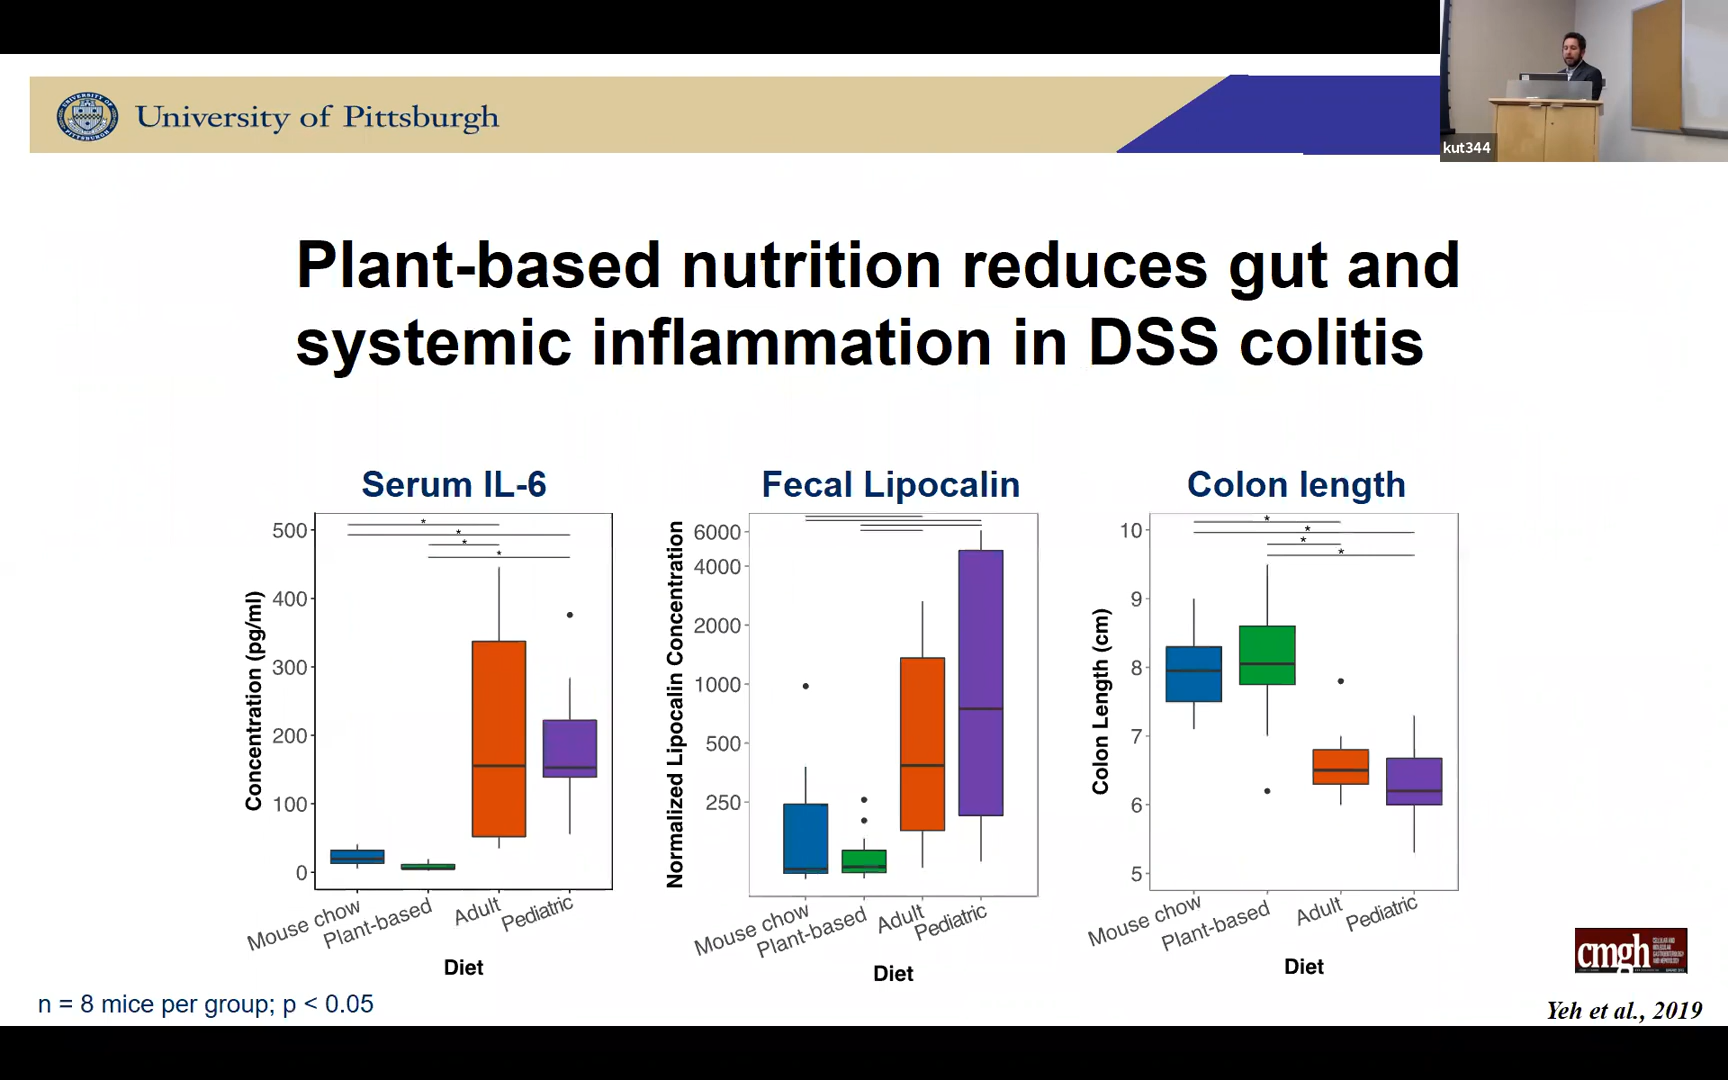 University of Pittsburgh
kut344
Plant-based nutrition reduces gut and
systemic inflammation in DSS colitis
Serum IL-6
Concentration (pg/ml)
500
400
300
200
100
0
* * * *
Mouse chow Plant-based Adult Pediatric
Diet
Fecal Lipocalin
Normalized Lipocalin Concentration
6000
4000
2000
1000
500
250
Mouse chow Plant-based Adult Pediatric
Diet
Colon length
Colon Length (cm)
10
9
8
7
6
5
* * * *
Mouse chow Plant-based Adult Pediatric
Diet
cmgh
n = 8 mice per group; p < 0.05
Yeh et al., 2019